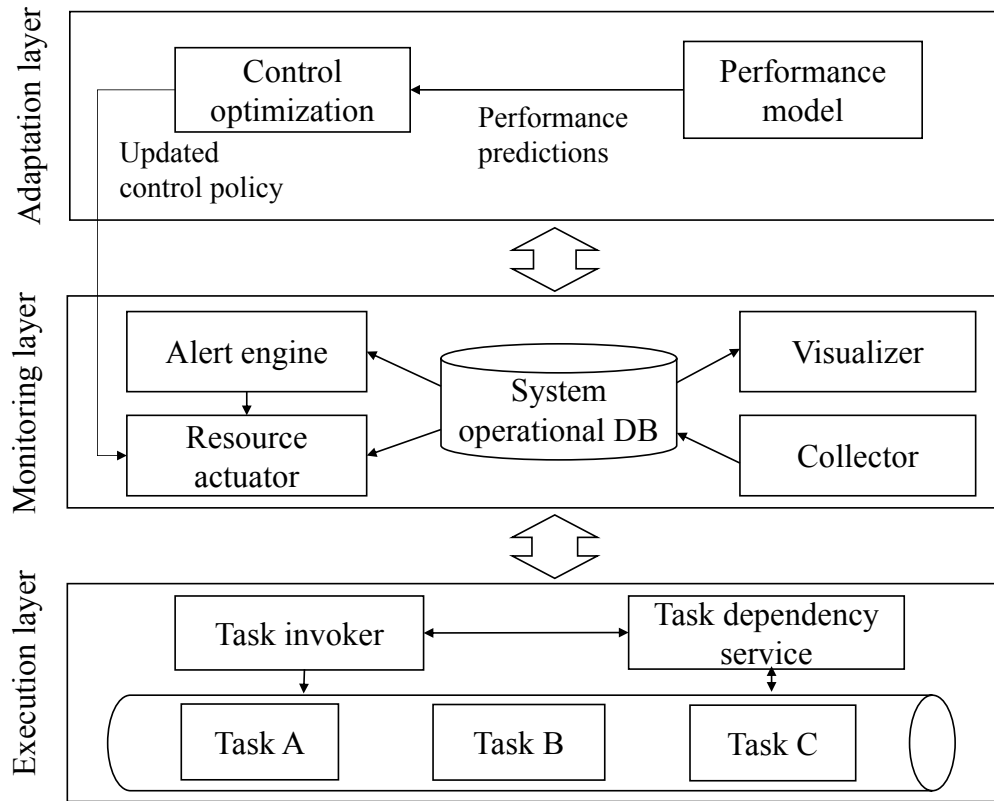 Adaptation layer
Control
optimization
Performance
model
Performance
predictions
Updated
control policy
Monitoring layer
Alert engine
Resource
actuator
System
operational DB
Visualizer
Collector
Execution layer
Task invoker
Task dependency
service
Task A
Task B
Task C